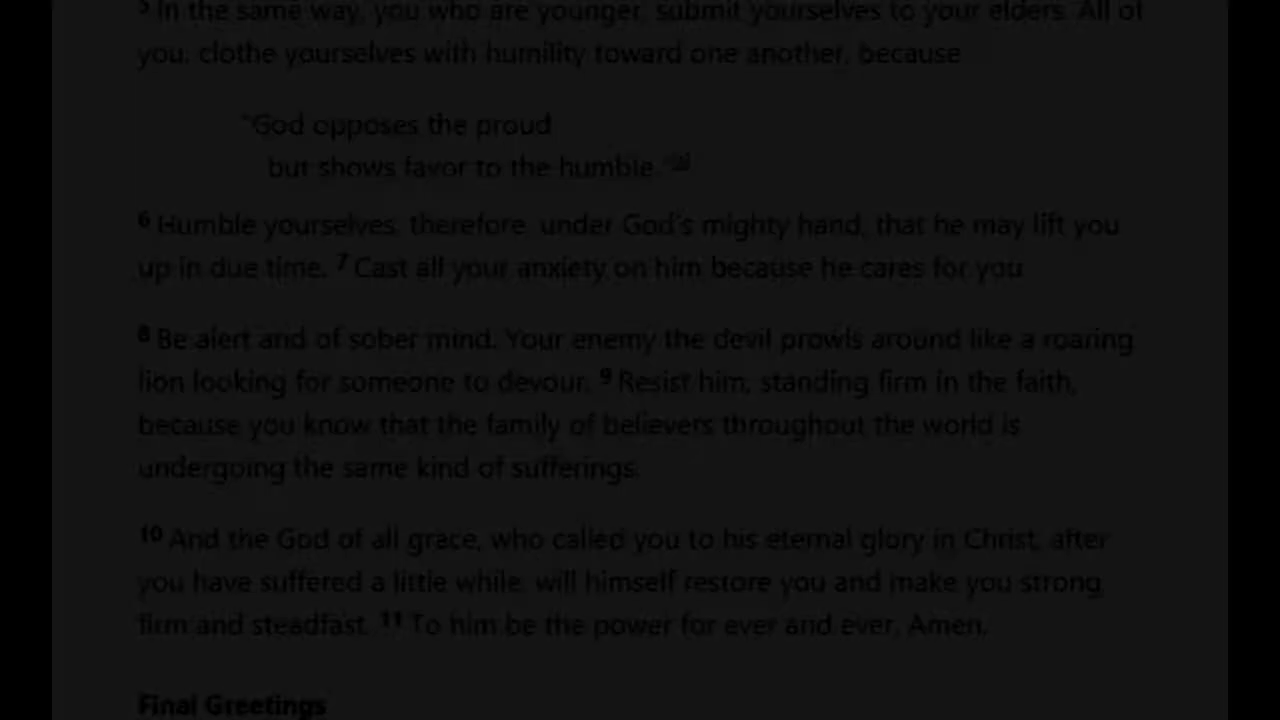 5 In the same way, you who are younger, submit yourselves to your elders. All of
you, clothe yourselves with humility toward one another, because,
"God opposes the proud
but shows favor to the humble."[a]
6 Humble yourselves, therefore, under God's mighty hand, that he may lift you
up in due time. 7 Cast all your anxiety on him because he cares for you.
8 Be alert and of sober mind. Your enemy the devil prowls around like a roaring
lion looking for someone to devour. 9 Resist him, standing firm in the faith,
because you know that the family of believers throughout the world is
undergoing the same kind of sufferings.
10 And the God of all grace, who called you to his eternal glory in Christ, after
you have suffered a little while, will himself restore you and make you strong,
firm and steadfast. 11 To him be the power for ever and ever. Amen.
Final Greetings